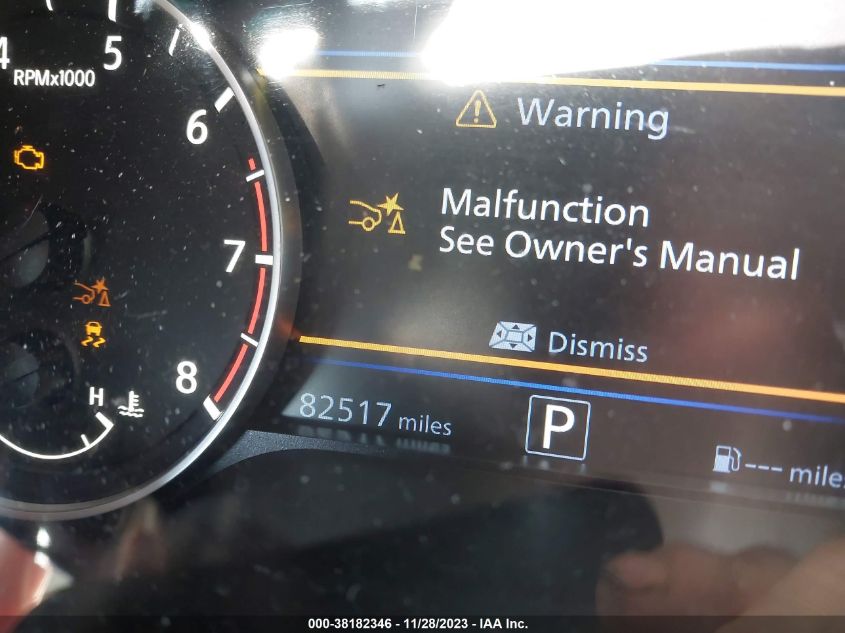 4
5
RPMx1000
6
7
8
H
Warning
Malfunction
See Owner's Manual
Dismiss
82517 miles
P
--- miles
000-38182346 - 11/28/2023 - IAA Inc.